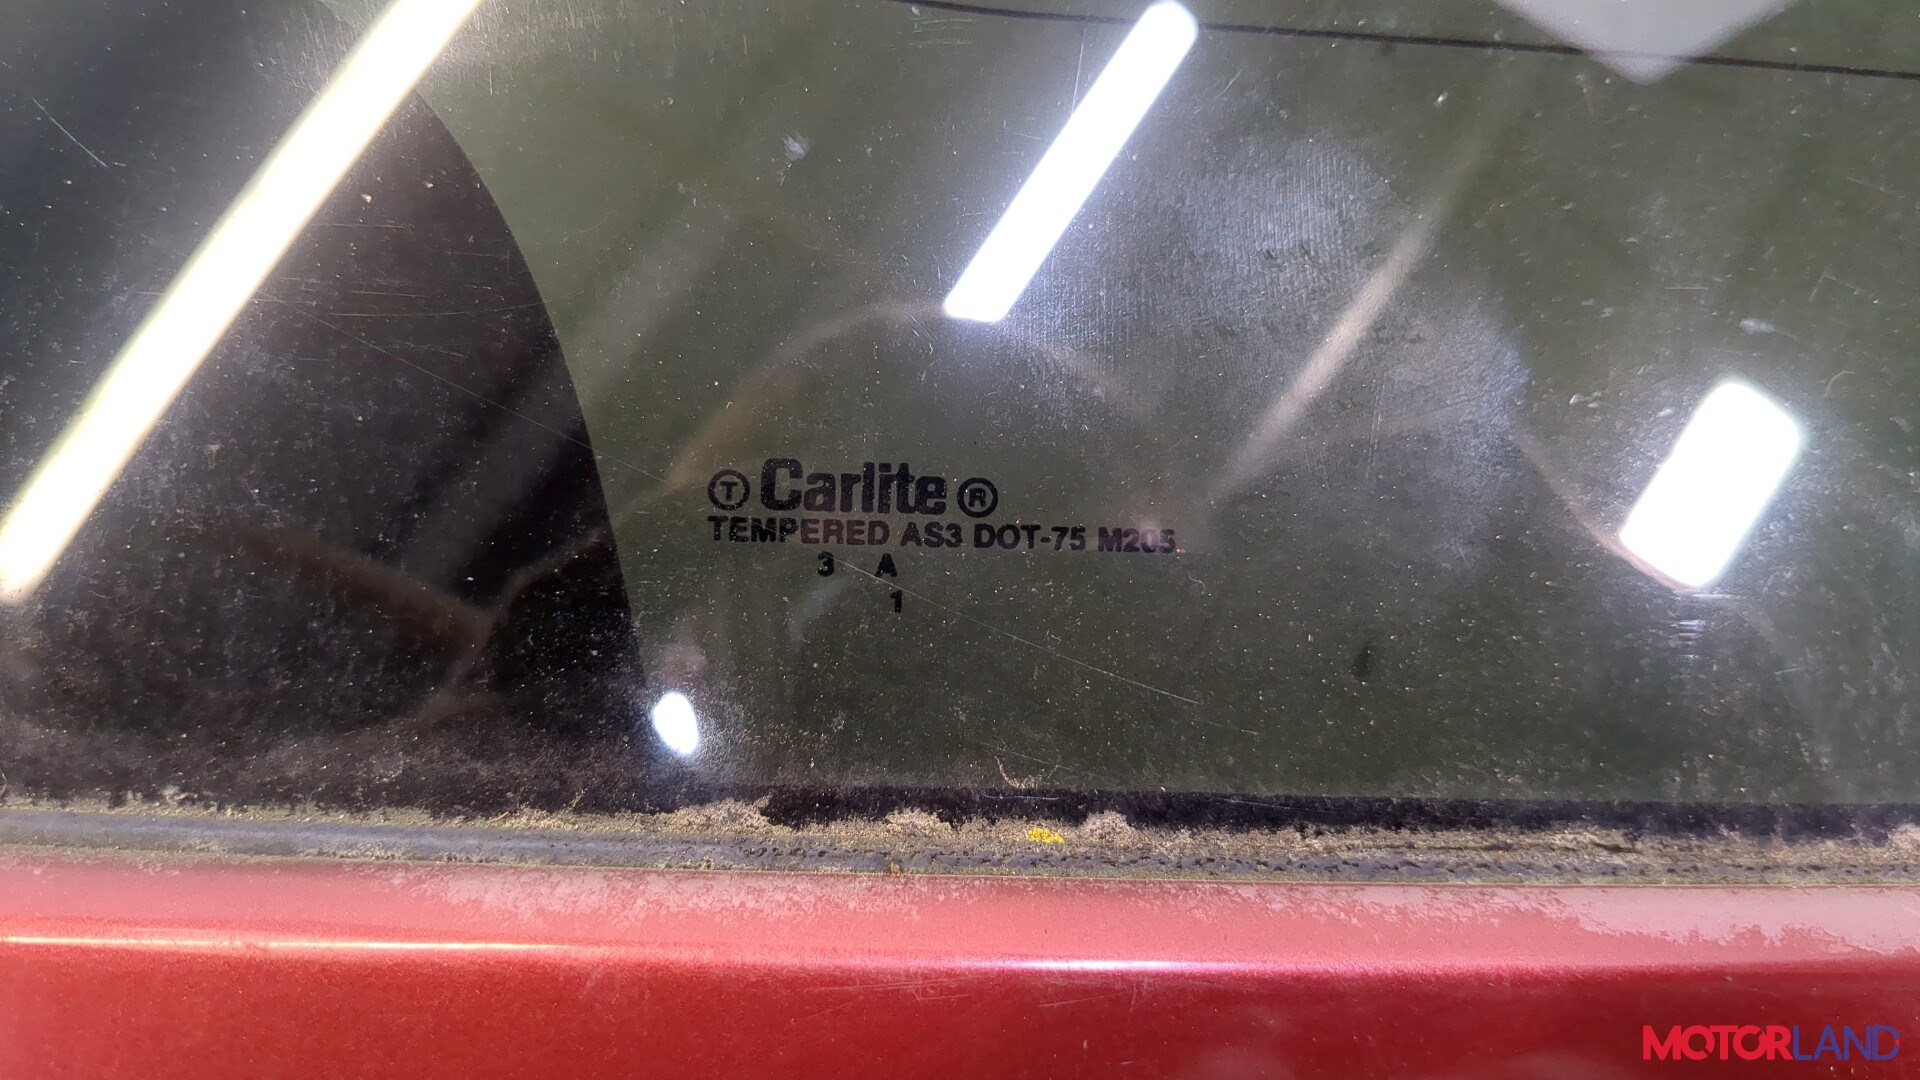 T Carlite ®
TEMPERED AS3 DOT-75 M205
3 A
1
MOTORLAND